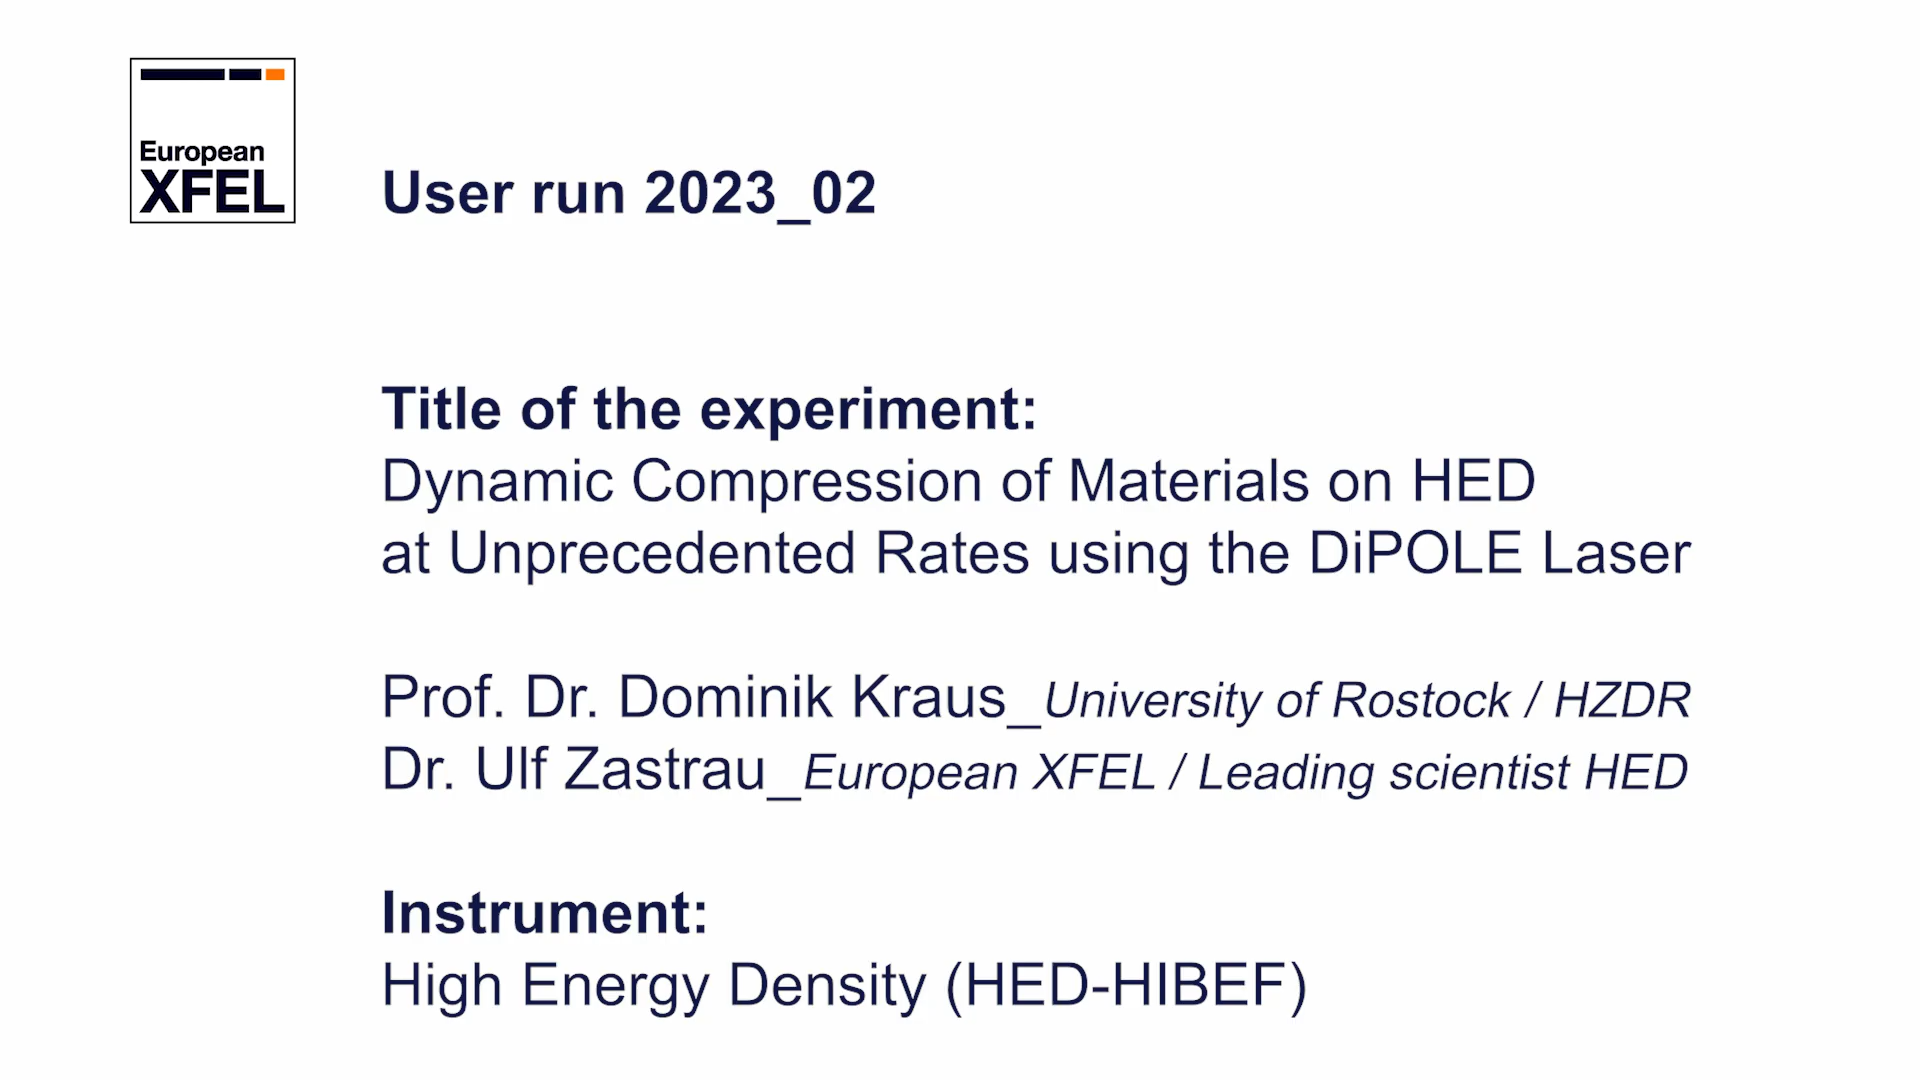 European
XFEL
User run 2023_02
Title of the experiment:
Dynamic Compression of Materials on HED
at Unprecedented Rates using the DiPOLE Laser
Prof. Dr. Dominik Kraus_University of Rostock / HZDR
Dr. Ulf Zastrau_European XFEL / Leading scientist HED
Instrument:
High Energy Density (HED-HIBEF)